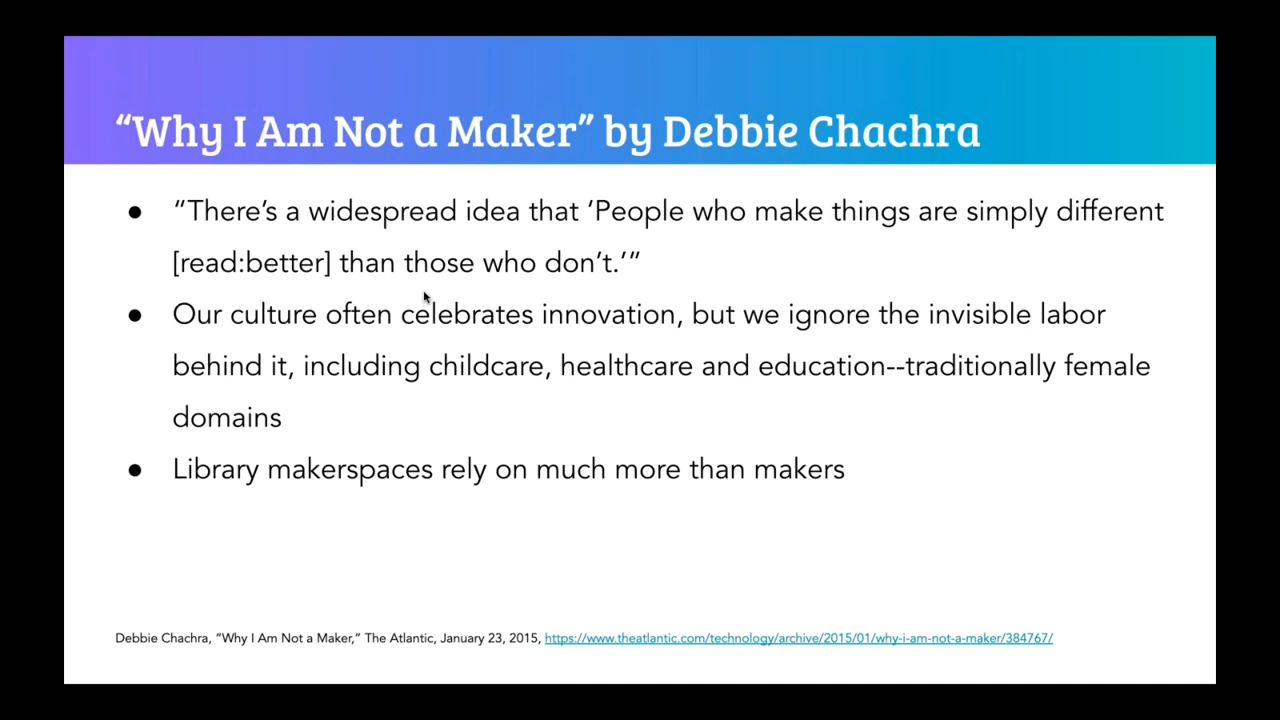 “Why I Am Not a Maker” by Debbie Chachra
● “There’s a widespread idea that ‘People who make things are simply different
[read:better] than those who don’t.’”
● Our culture often celebrates innovation, but we ignore the invisible labor
behind it, including childcare, healthcare and education--traditionally female
domains
● Library makerspaces rely on much more than makers
Debbie Chachra, “Why I Am Not a Maker,” The Atlantic, January 23, 2015, https://www.theatlantic.com/technology/archive/2015/01/why-i-am-not-a-maker/384767/